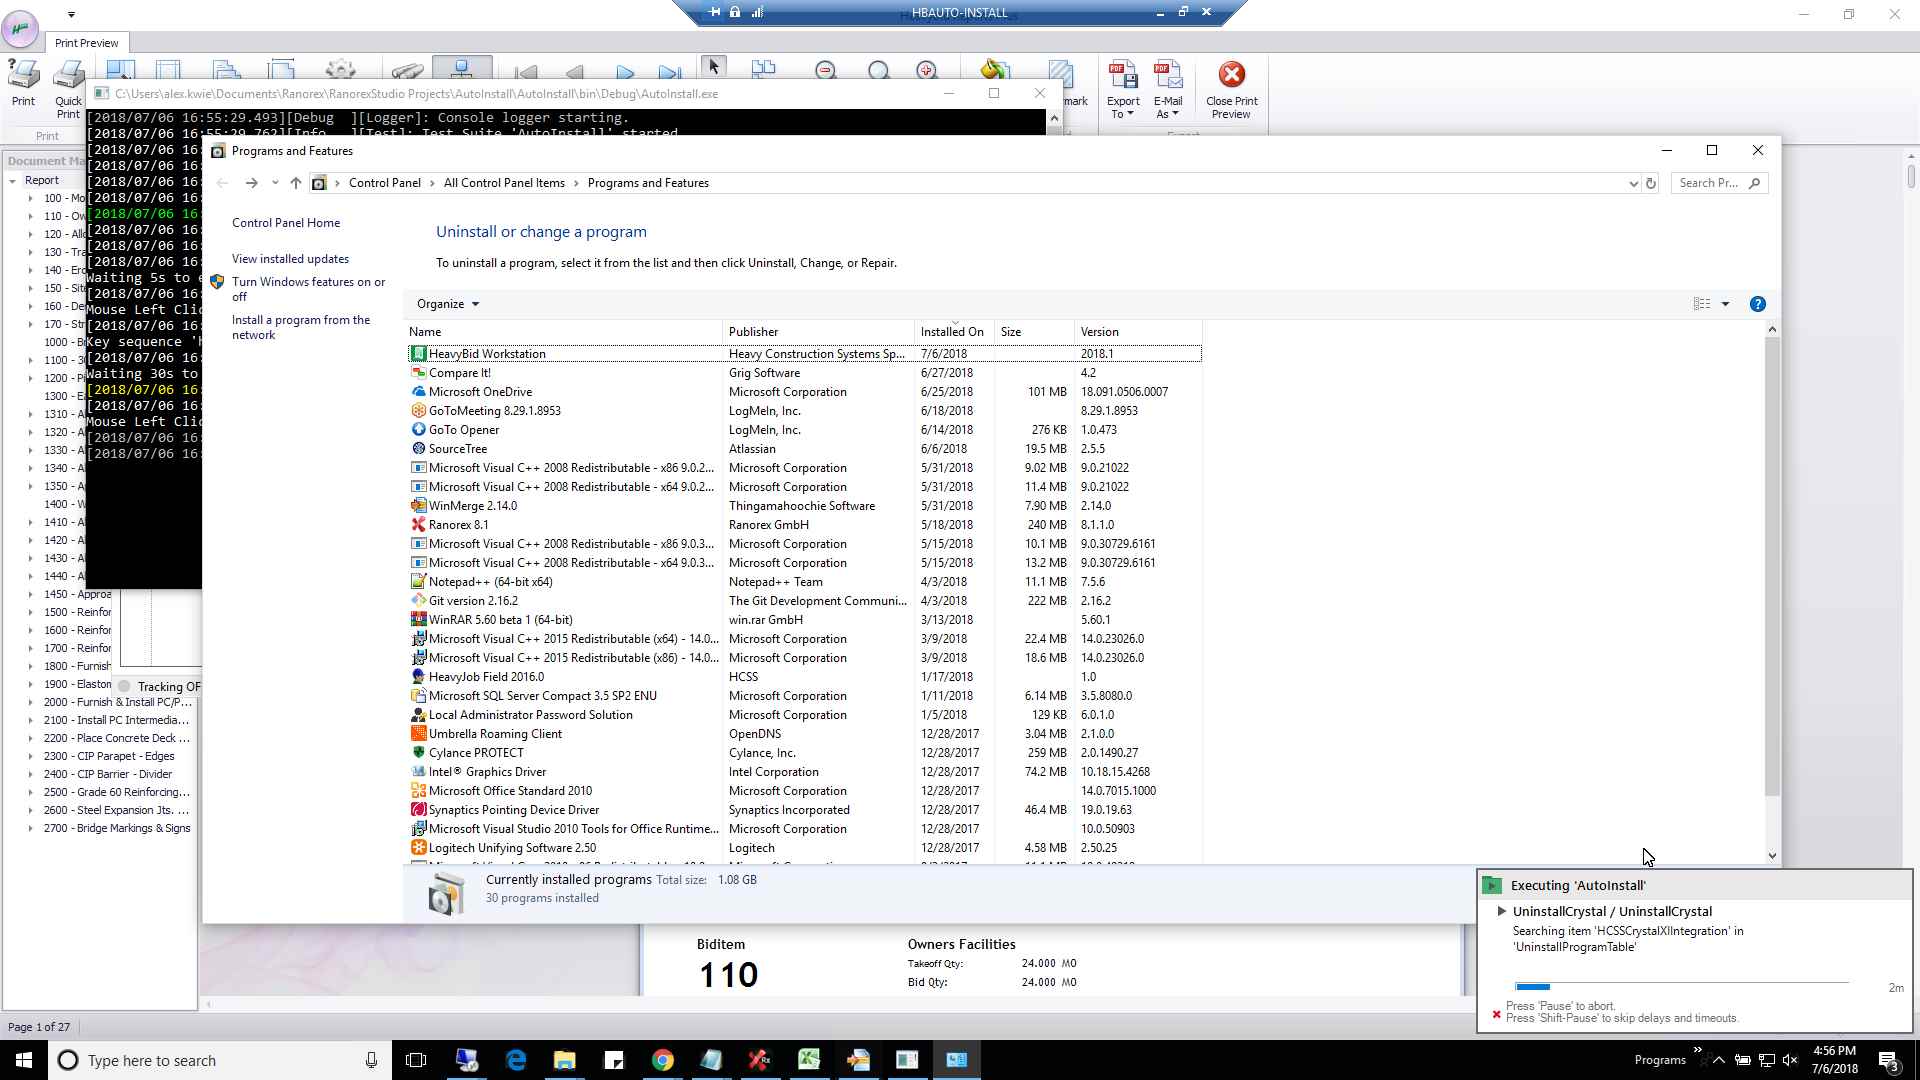 HBAUTO-INSTALL
Print Preview
Print
Quick Print
Print
mark
Export To
E-Mail As
Close Print Preview
C:\Users\alex.kwie\Documents\Ranorex\RanorexStudio Projects\AutoInstall\AutoInstall\bin\Debug\AutoInstall.exe
[2018/07/06 16:55:29.493][Debug ][Logger]: Console logger starting.
[2018/07/06 16:55:29.762][Info ][Test]: Test Suite 'AutoInstall' started
[2018/07/06 16:
[2018/07/06 16:
[2018/07/06 16:
[2018/07/06 16:
[2018/07/06 16:
[2018/07/06 16:
[2018/07/06 16:
[2018/07/06 16:
Waiting 5s to e
[2018/07/06 16:
Mouse Left Clic
[2018/07/06 16:
Key sequence 'h
[2018/07/06 16:
Waiting 30s to
[2018/07/06 16:
[2018/07/06 16:
Mouse Left Clic
[2018/07/06 16:
[2018/07/06 16:
Document Ma
Report
100 - Mo
110 - Ow
120 - Allo
130 - Tra
140 - Ero
150 - Sit
160 - De
170 - Str
1000 - B
1100 - 3
1200 - P
1300 - E
1310 - A
1320 - A
1330 - A
1340 - A
1350 - A
1400 - W
1410 - A
1420 - A
1430 - A
1440 - A
1450 - Approa
1500 - Reinfor
1600 - Reinfor
1700 - Reinfor
1800 - Furnish
1900 - Elastom
2000 - Furnish & Install PC/P...
2100 - Install PC Intermedia...
2200 - Place Concrete Deck ...
2300 - CIP Parapet - Edges
2400 - CIP Barrier - Divider
2500 - Grade 60 Reinforcing...
2600 - Steel Expansion Jts. ...
2700 - Bridge Markings & Signs
Tracking OF
Programs and Features
Control Panel > All Control Panel Items > Programs and Features
Search Pr...
Control Panel Home
View installed updates
Turn Windows features on or off
Install a program from the network
Uninstall or change a program
To uninstall a program, select it from the list and then click Uninstall, Change, or Repair.
Organize
Name Publisher Installed On Size Version
HeavyBid Workstation Heavy Construction Systems Sp... 7/6/2018 2018.1
Compare It! Grig Software 6/27/2018 4.2
Microsoft OneDrive Microsoft Corporation 6/25/2018 101 MB 18.091.0506.0007
GoToMeeting 8.29.1.8953 LogMeIn, Inc. 6/18/2018 8.29.1.8953
GoTo Opener LogMeIn, Inc. 6/14/2018 276 KB 1.0.473
SourceTree Atlassian 6/6/2018 19.5 MB 2.5.5
Microsoft Visual C++ 2008 Redistributable - x86 9.0.2... Microsoft Corporation 5/31/2018 9.02 MB 9.0.21022
Microsoft Visual C++ 2008 Redistributable - x64 9.0.2... Microsoft Corporation 5/31/2018 11.4 MB 9.0.21022
WinMerge 2.14.0 Thingamahoochie Software 5/31/2018 7.90 MB 2.14.0
Ranorex 8.1 Ranorex GmbH 5/18/2018 240 MB 8.1.1.0
Microsoft Visual C++ 2008 Redistributable - x86 9.0.3... Microsoft Corporation 5/15/2018 10.1 MB 9.0.30729.6161
Microsoft Visual C++ 2008 Redistributable - x64 9.0.3... Microsoft Corporation 5/15/2018 13.2 MB 9.0.30729.6161
Notepad++ (64-bit x64) Notepad++ Team 4/3/2018 11.1 MB 7.5.6
Git version 2.16.2 The Git Development Communi... 4/3/2018 222 MB 2.16.2
WinRAR 5.60 beta 1 (64-bit) win.rar GmbH 3/13/2018 5.60.1
Microsoft Visual C++ 2015 Redistributable (x64) - 14.0... Microsoft Corporation 3/9/2018 22.4 MB 14.0.23026.0
Microsoft Visual C++ 2015 Redistributable (x86) - 14.0... Microsoft Corporation 3/9/2018 18.6 MB 14.0.23026.0
HeavyJob Field 2016.0 HCSS 1/17/2018 1.0
Microsoft SQL Server Compact 3.5 SP2 ENU Microsoft Corporation 1/11/2018 6.14 MB 3.5.8080.0
Local Administrator Password Solution Microsoft Corporation 1/5/2018 129 KB 6.0.1.0
Umbrella Roaming Client OpenDNS 12/28/2017 3.04 MB 2.1.0.0
Cylance PROTECT Cylance, Inc. 12/28/2017 259 MB 2.0.1490.27
Intel® Graphics Driver Intel Corporation 12/28/2017 74.2 MB 10.18.15.4268
Microsoft Office Standard 2010 Microsoft Corporation 12/28/2017 14.0.7015.1000
Synaptics Pointing Device Driver Synaptics Incorporated 12/28/2017 46.4 MB 19.0.19.63
Microsoft Visual Studio 2010 Tools for Office Runtime... Microsoft Corporation 12/28/2017 10.0.50903
Logitech Unifying Software 2.50 Logitech 12/28/2017 4.58 MB 2.50.25
Currently installed programs Total size: 1.08 GB
30 programs installed
Biditem Owners Facilities
110
Takeoff Qty: 24.000 MO
Bid Qty: 24.000 MO
Executing 'AutoInstall'
UninstallCrystal / UninstallCrystal
Searching item 'HCSSCrystalXIIntegration' in
'UninstallProgramTable'
2m
Press 'Pause' to abort.
Press 'Shift-Pause' to skip delays and timeouts.
Page 1 of 27
Type here to search
Programs
4:56 PM
7/6/2018
3